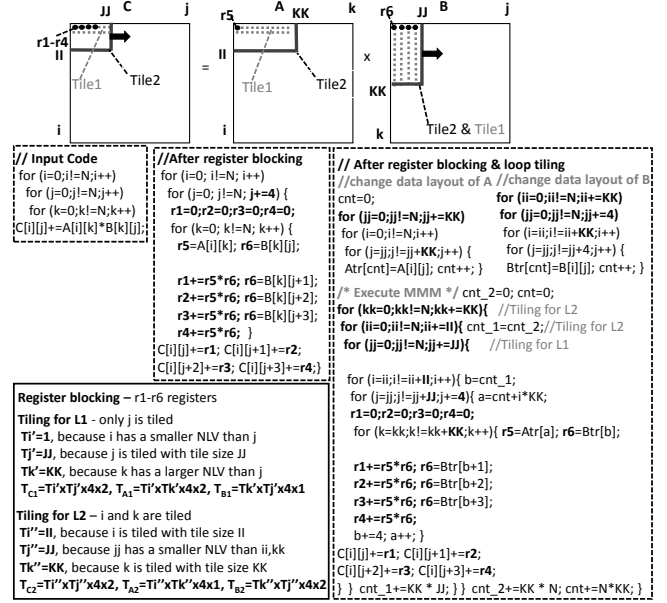 JJ C j
A KK k
r6 JJ B j
r5
r1-r4
II
Tile1
Tile2
i
=
II
Tile1
Tile2
i
x
KK
Tile2 & Tile1
k
// Input Code
for (i=0;i!=N;i++)
for (j=0;j!=N;j++)
for (k=0;k!=N;k++)
C[i][j]+=A[i][k]*B[k][j];
//After register blocking
for (i=0; i!=N; i++)
for (j=0; j!=N; j+=4) {
r1=0;r2=0;r3=0;r4=0;
for (k=0; k!=N; k++) {
r5=A[i][k]; r6=B[k][j];
r1+=r5*r6; r6=B[k][j+1];
r2+=r5*r6; r6=B[k][j+2];
r3+=r5*r6; r6=B[k][j+3];
r4+=r5*r6; }
C[i][j]+=r1; C[i][j+1]+=r2;
C[i][j+2]+=r3; C[i][j+3]+=r4;}
// After register blocking & loop tiling
//change data layout of A
cnt=0;
for (jj=0;jj!=N;jj+=KK)
for (i=0;i!=N;i++)
for (j=jj;j!=jj+KK;j++) {
Atr[cnt]=A[i][j]; cnt++; }
//change data layout of B
for (ii=0;ii!=N;ii+=KK)
for (jj=0;jj!=N;jj+=4)
for (i=ii;i!=ii+KK;i++)
for (j=jj;j!=jj+4;j++) {
Btr[cnt]=B[i][j]; cnt++; }
/* Execute MMM */ cnt_2=0; cnt=0;
for (kk=0;kk!=N;kk+=KK){ //Tiling for L2
for (ii=0;ii!=N;ii+=II){ cnt_1=cnt_2;//Tiling for L2
for (jj=0;jj!=N;jj+=JJ){ //Tiling for L1
for (i=ii;i!=ii+II;i++){ b=cnt_1;
for (j=jj;j!=jj+JJ;j+=4){ a=cnt+i*KK;
r1=0;r2=0;r3=0;r4=0;
for (k=kk;k!=kk+KK;k++){ r5=Atr[a]; r6=Btr[b];
r1+=r5*r6; r6=Btr[b+1];
r2+=r5*r6; r6=Btr[b+2];
r3+=r5*r6; r6=Btr[b+3];
r4+=r5*r6;
b+=4; a++; }
C[i][j]+=r1; C[i][j+1]+=r2;
C[i][j+2]+=r3; C[i][j+3]+=r4;
} } cnt_1+=KK * JJ; } } cnt_2+=KK * N; cnt+=N*KK; }
Register blocking – r1-r6 registers
Tiling for L1 - only j is tiled
Ti'=1, because i has a smaller NLV than j
Tj'=JJ, because j is tiled with tile size JJ
Tk'=KK, because k has a larger NLV than j
TC1=Ti'xTj'x4x2, TA1=Ti'xTk'x4x2, TB1=Tk'xTj'x4x1
Tiling for L2 – i and k are tiled
Ti''=II, because i is tiled with tile size II
Tj''=JJ, because jj has a smaller NLV than ii,kk
Tk''=KK, because k is tiled with tile size KK
TC2=Ti''xTj''x4x2, TA2=Ti''xTk''x4x1, TB2=Tk''xTj''x4x2